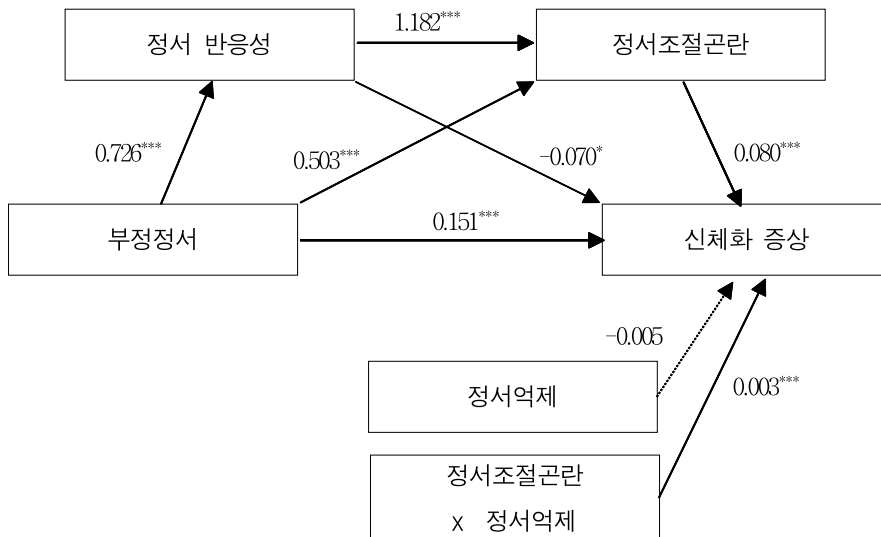 1.182***
정서 반응성
정서조절곤란
0.726***
0.503***
-0.070*
0.080***
부정정서
0.151***
신체화 증상
-0.005
정서억제
0.003***
정서조절곤란
x 정서억제